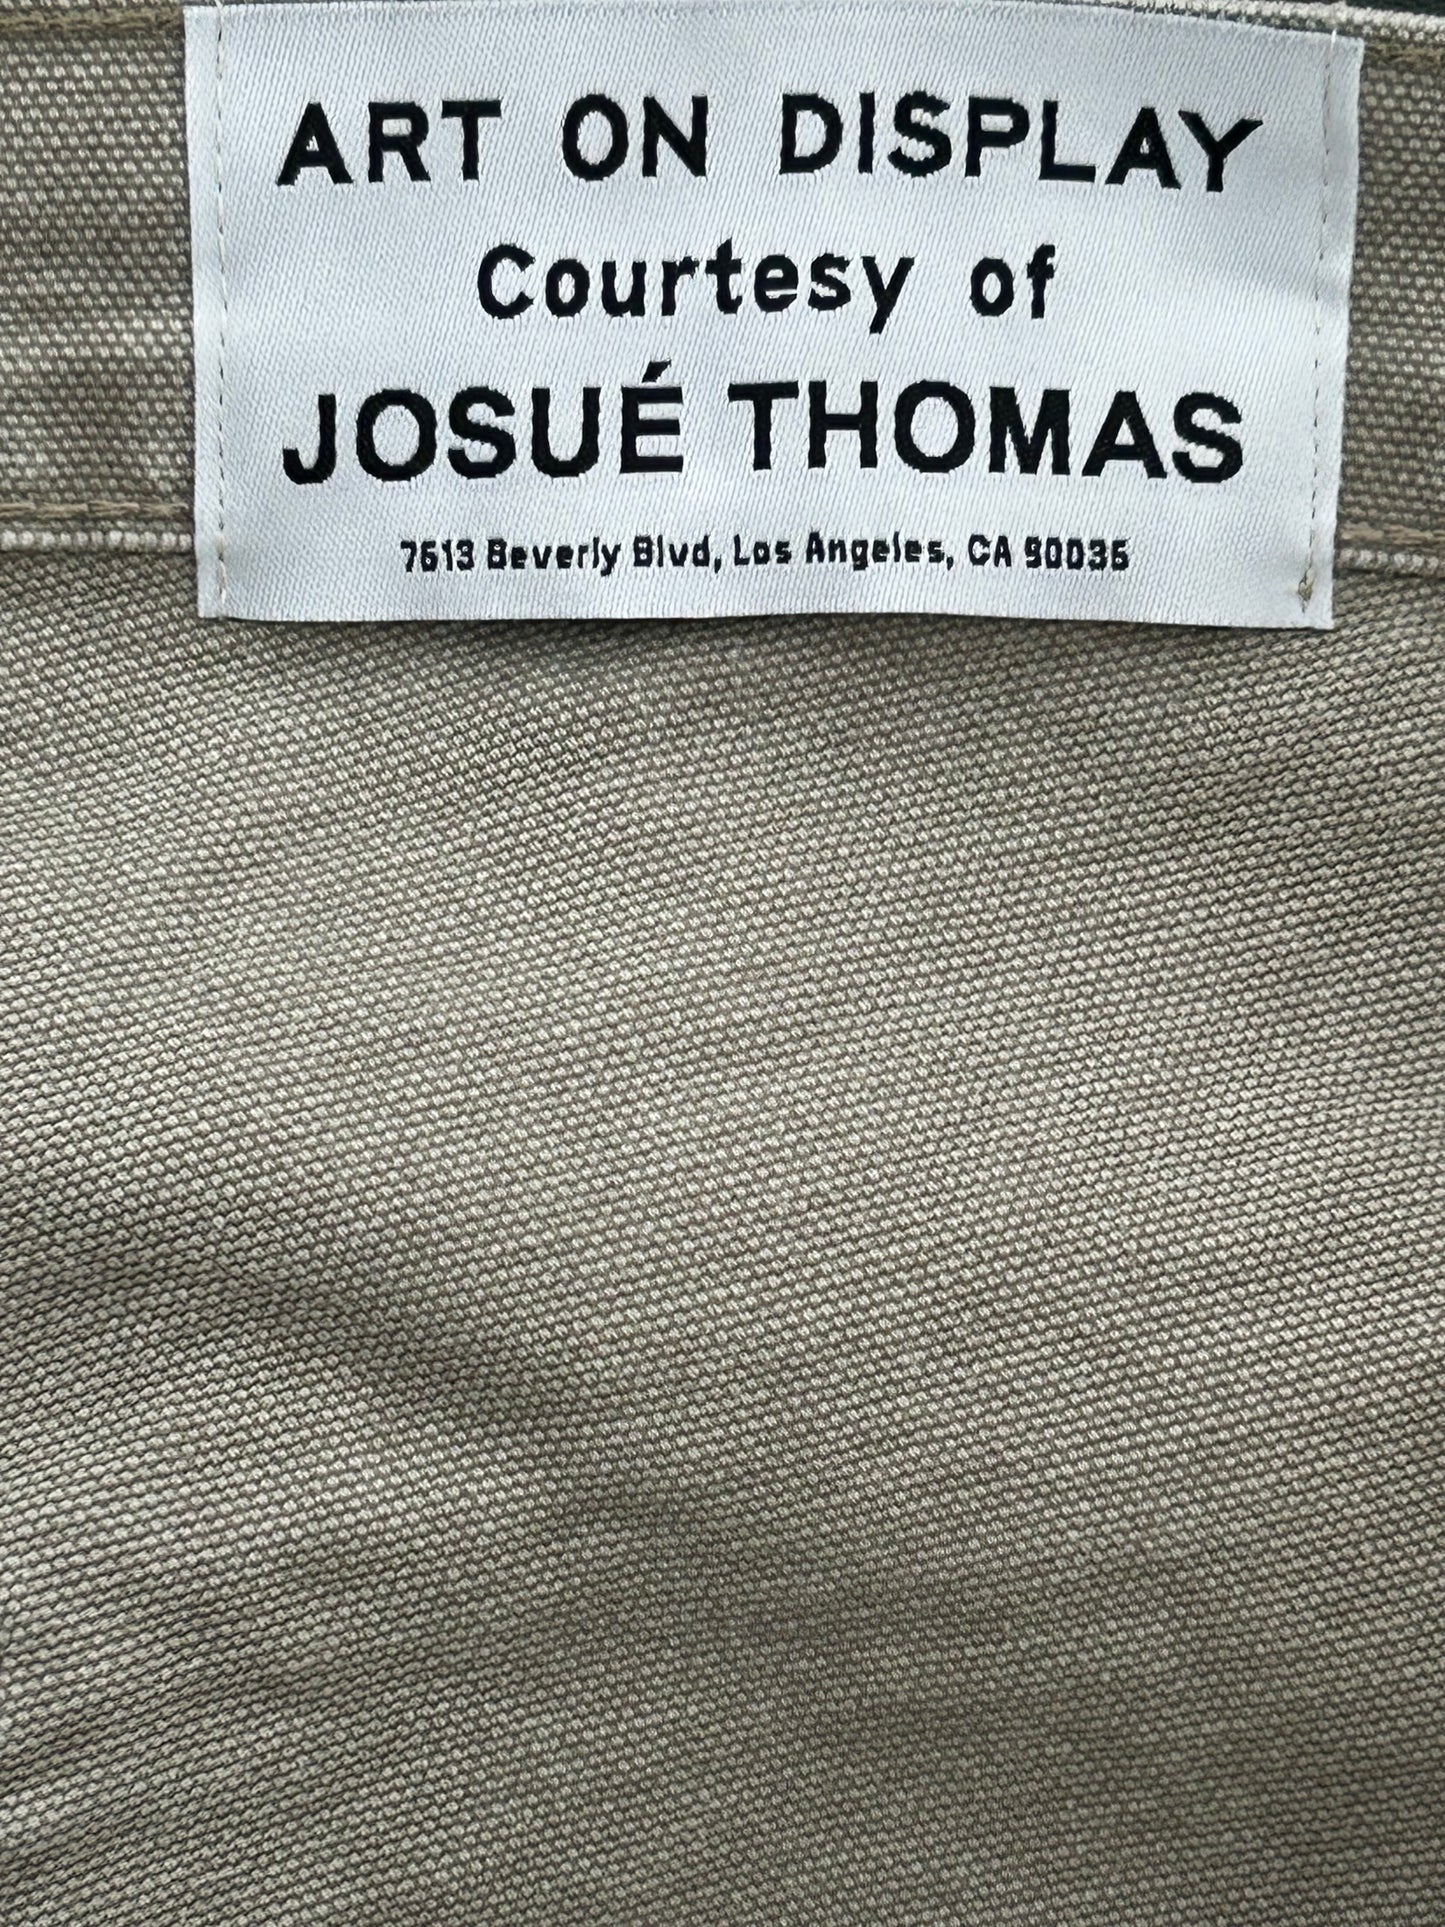 ART ON DISPLAY
Courtesy of
JOSUÉ THOMAS
7613 Beverly Blvd, Los Angeles, CA 90036